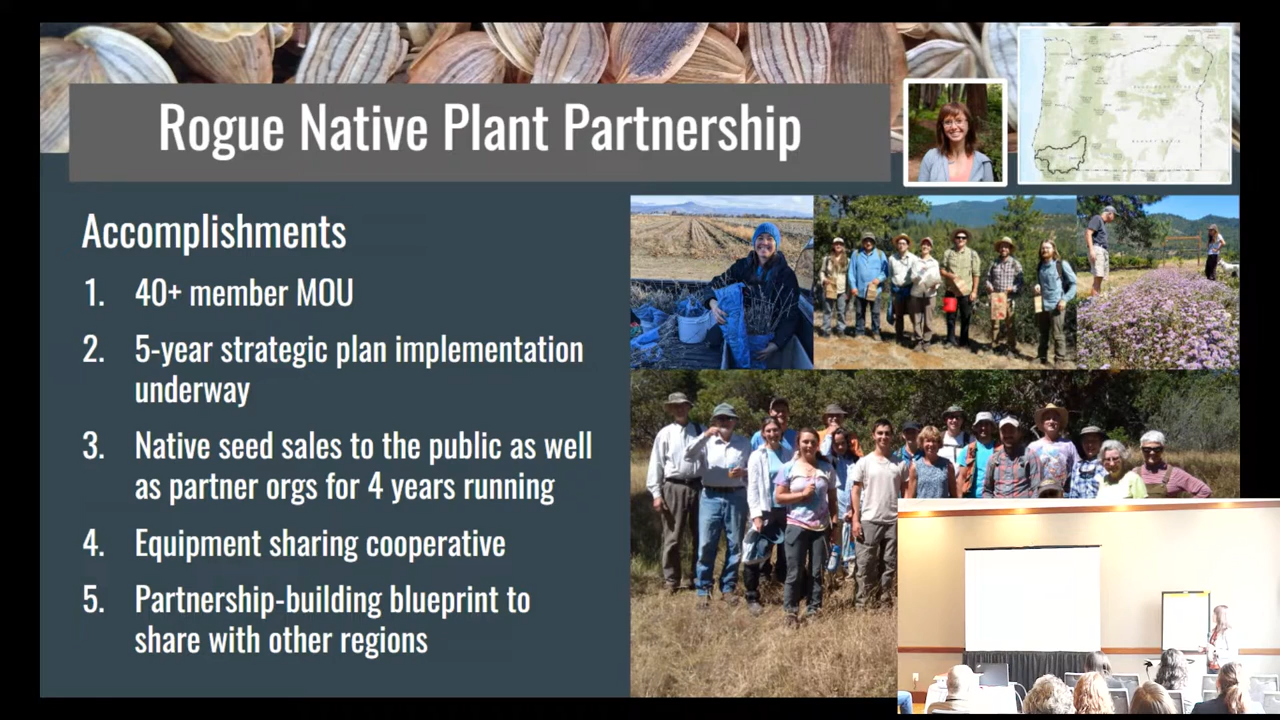 Rogue Native Plant Partnership
Accomplishments
1. 40+ member MOU
2. 5-year strategic plan implementation
underway
3. Native seed sales to the public as well
as partner orgs for 4 years running
4. Equipment sharing cooperative
5. Partnership-building blueprint to
share with other regions